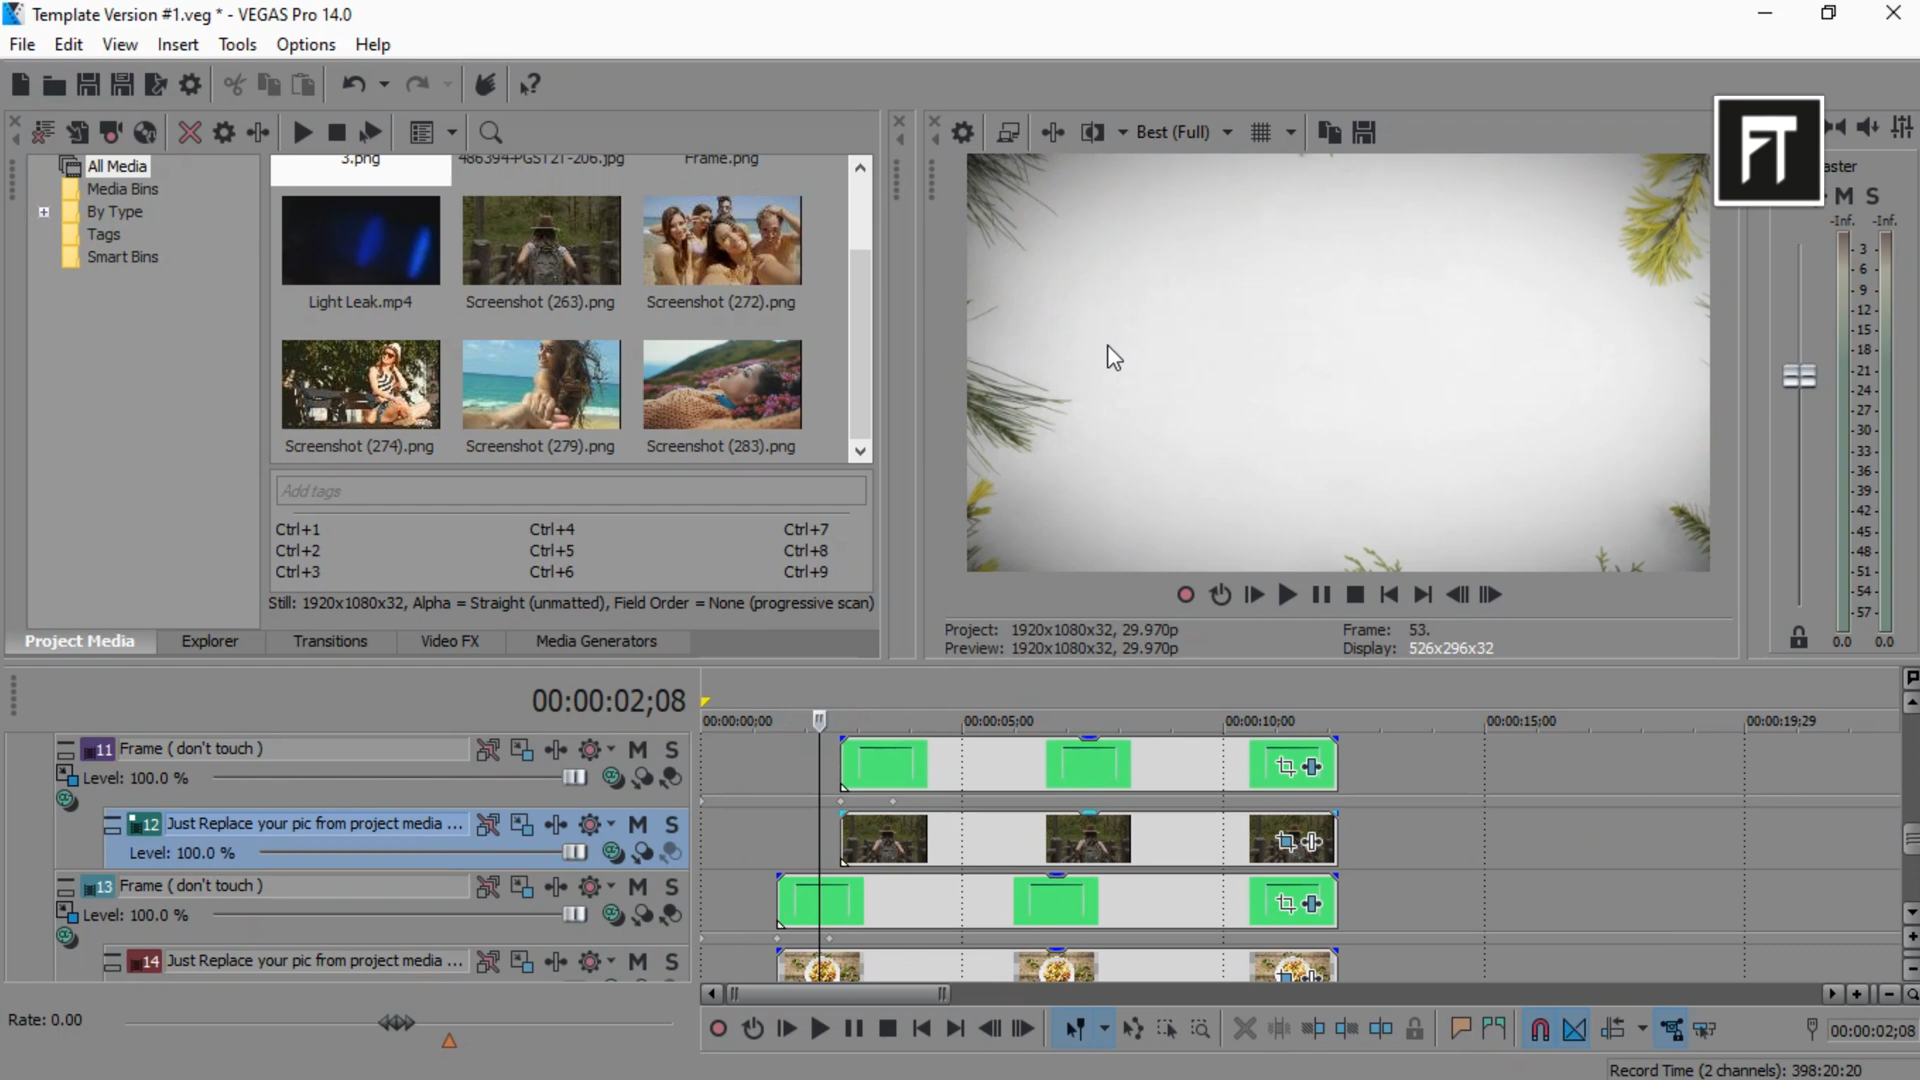 Template Version #1.veg * - VEGAS Pro 14.0
File Edit View Insert Tools Options Help
Best (Full)
FT
aster
M S
All Media
Media Bins
By Type
Tags
Smart Bins
3.png 486394-PGST2T-206.jpg Frame.png
Light Leak.mp4 Screenshot (263).png Screenshot (272).png
Screenshot (274).png Screenshot (279).png Screenshot (283).png
Add tags
Ctrl+1 Ctrl+4 Ctrl+7
Ctrl+2 Ctrl+5 Ctrl+8
Ctrl+3 Ctrl+6 Ctrl+9
Still: 1920x1080x32, Alpha = Straight (unmatted), Field Order = None (progressive scan)
Project Media Explorer Transitions Video FX Media Generators
-Inf. -Inf.
- 3 -
- 6 -
- 9 -
-12-
-15-
-18-
-21-
-24-
-27-
-30-
-33-
-36-
-39-
-42-
-45-
-48-
-51-
-54-
-57-
0.0 0.0
Project: 1920x1080x32, 29.970p Frame: 53.
Preview: 1920x1080x32, 29.970p Display: 526x296x32
00:00:02;08
00:00:00;00 00:00:05;00 00:00:10;00 00:00:15;00 00:00:19;29
11 Frame ( don't touch ) M S
Level: 100.0 %
12 Just Replace your pic from project media ... M S
Level: 100.0 %
13 Frame ( don't touch ) M S
Level: 100.0 %
14 Just Replace your pic from project media ... M S
Rate: 0.00
00:00:02;08
Record Time (2 channels): 398:20:20